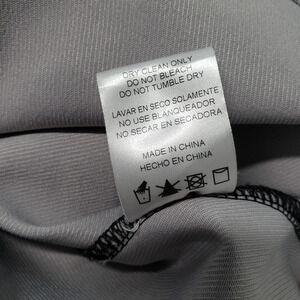 DRY CLEAN ONLY
DO NOT BLEACH
DO NOT TUMBLE DRY
LAVAR EN SECO SOLAMENTE
NO USE BLANQUEADOR
NO SECAR EN SECADORA
MADE IN CHINA
HECHO EN CHINA